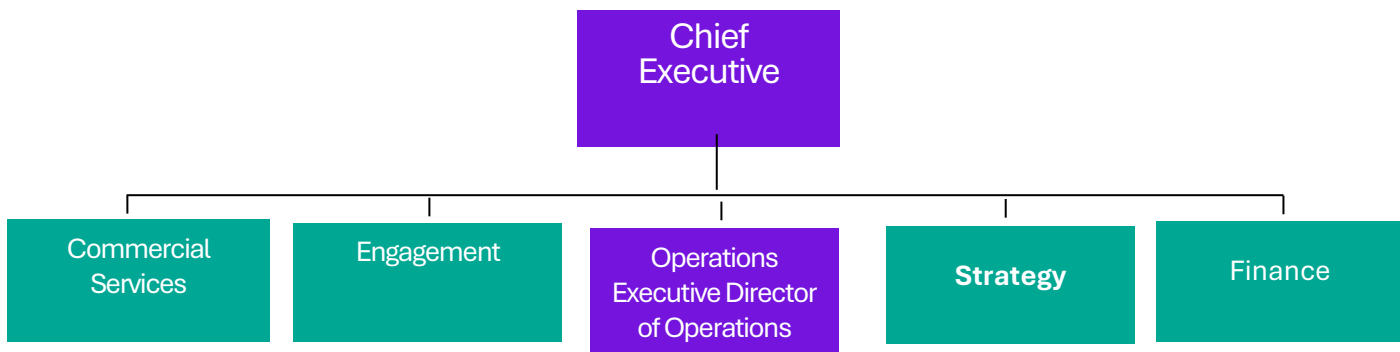 Chief
Executive
Commercial
Services
Engagement
Operations
Executive Director
of Operations
Strategy
Finance